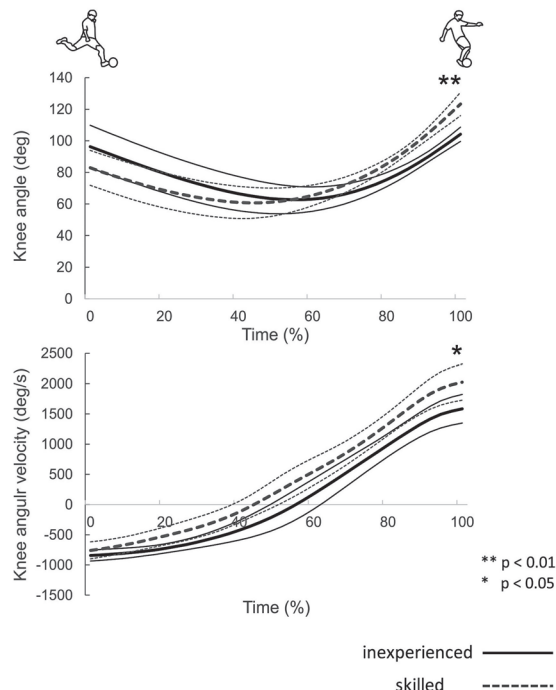 **
140
120
100
80
60
40
20
0
Knee angle (deg)
0 20 40 60 80 100
Time (%)
*
2500
2000
1500
1000
500
0
-500
-1000
-1500
Knee angulr velocity (deg/s)
0 20 40 60 80 100
Time (%)
** p < 0.01
* p < 0.05
inexperienced
skilled